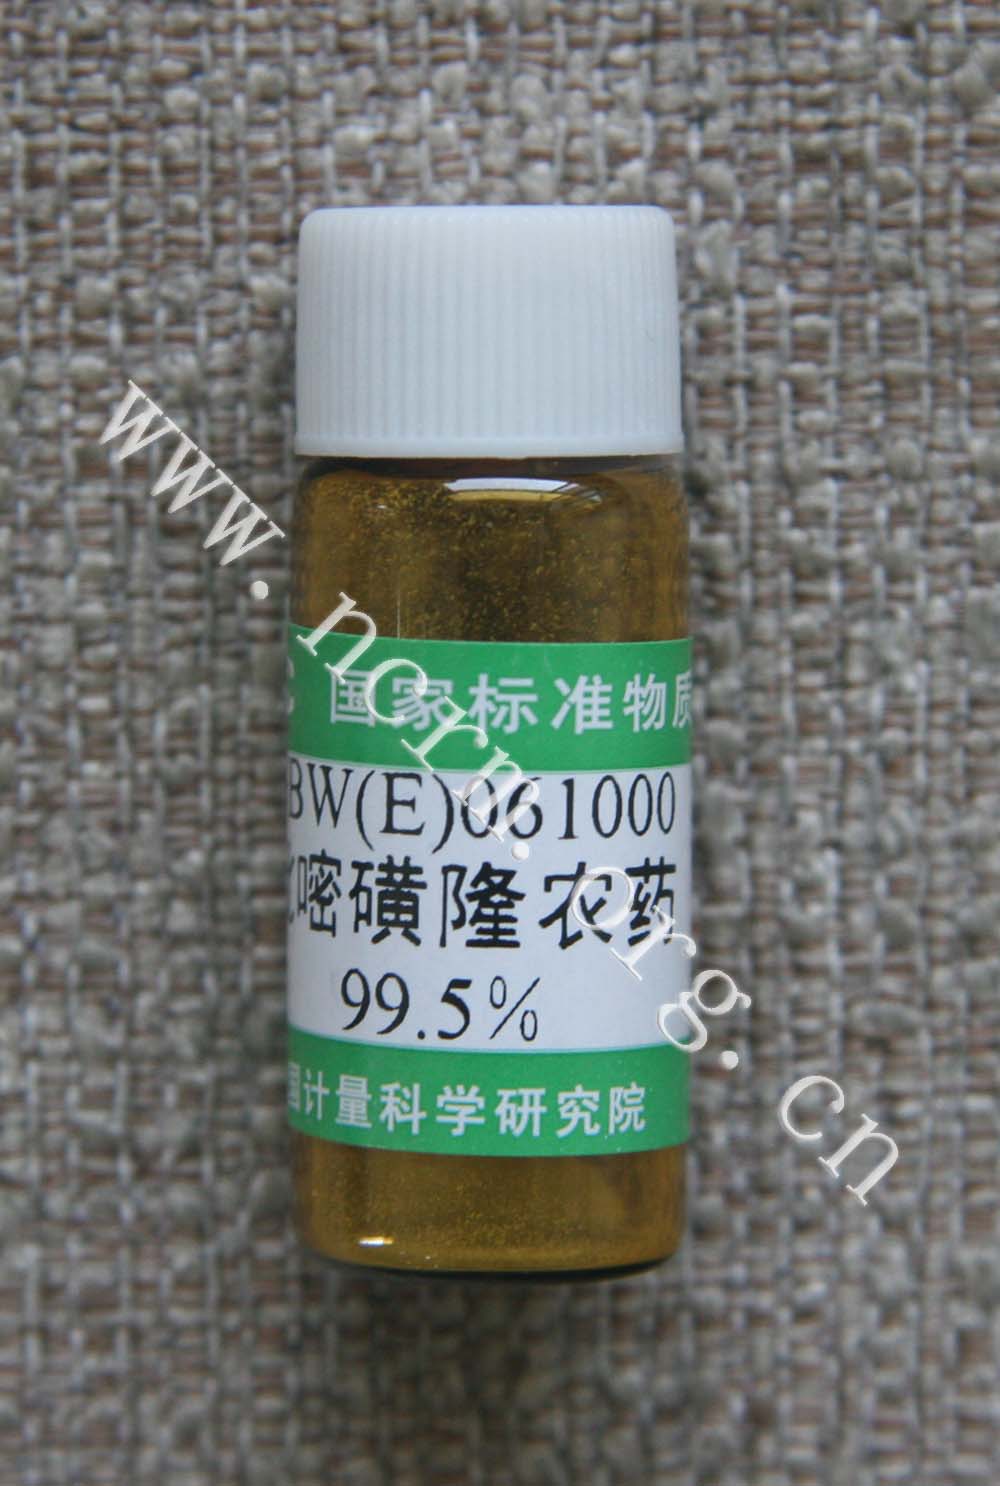 国家标准物质
BW(E)061000
嘧磺隆农药
99.5%
国计量科学研究院
www.ncrm.org.cn